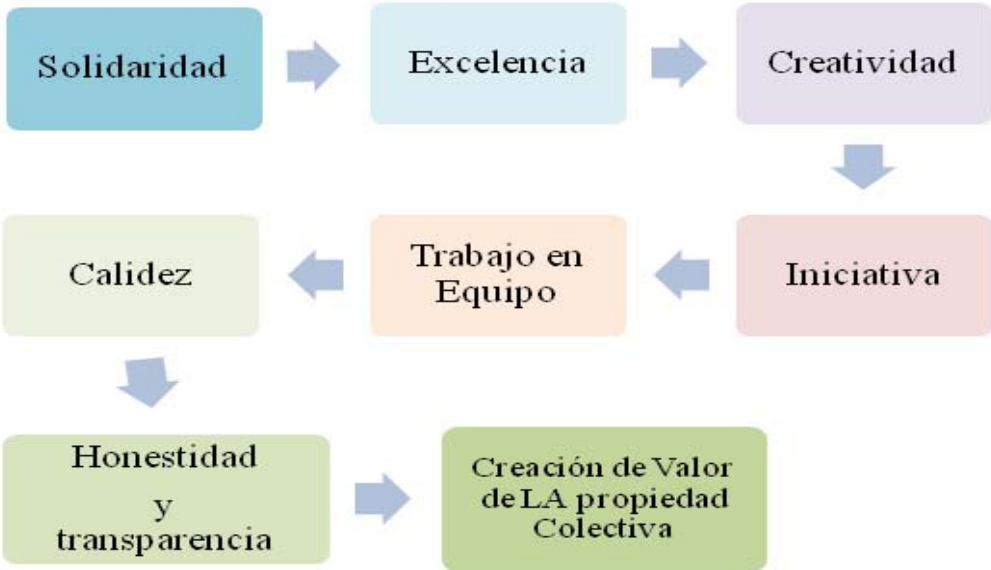 Solidaridad
Excelencia
Creatividad
Iniciativa
Trabajo en
Equipo
Calidez
Honestidad
y
transparencia
Creación de Valor
de LA propiedad
Colectiva